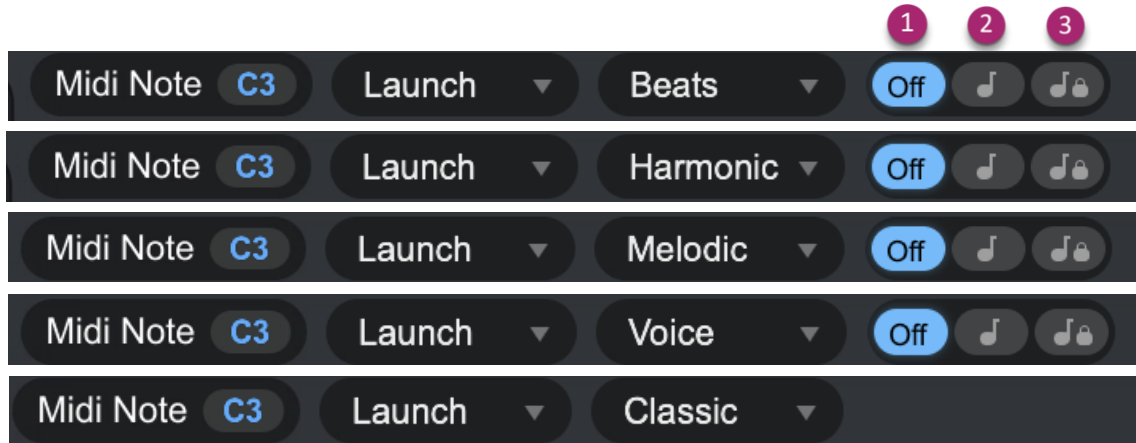 1 2 3
Midi Note C3 Launch Beats Off
Midi Note C3 Launch Harmonic Off
Midi Note C3 Launch Melodic Off
Midi Note C3 Launch Voice Off
Midi Note C3 Launch Classic